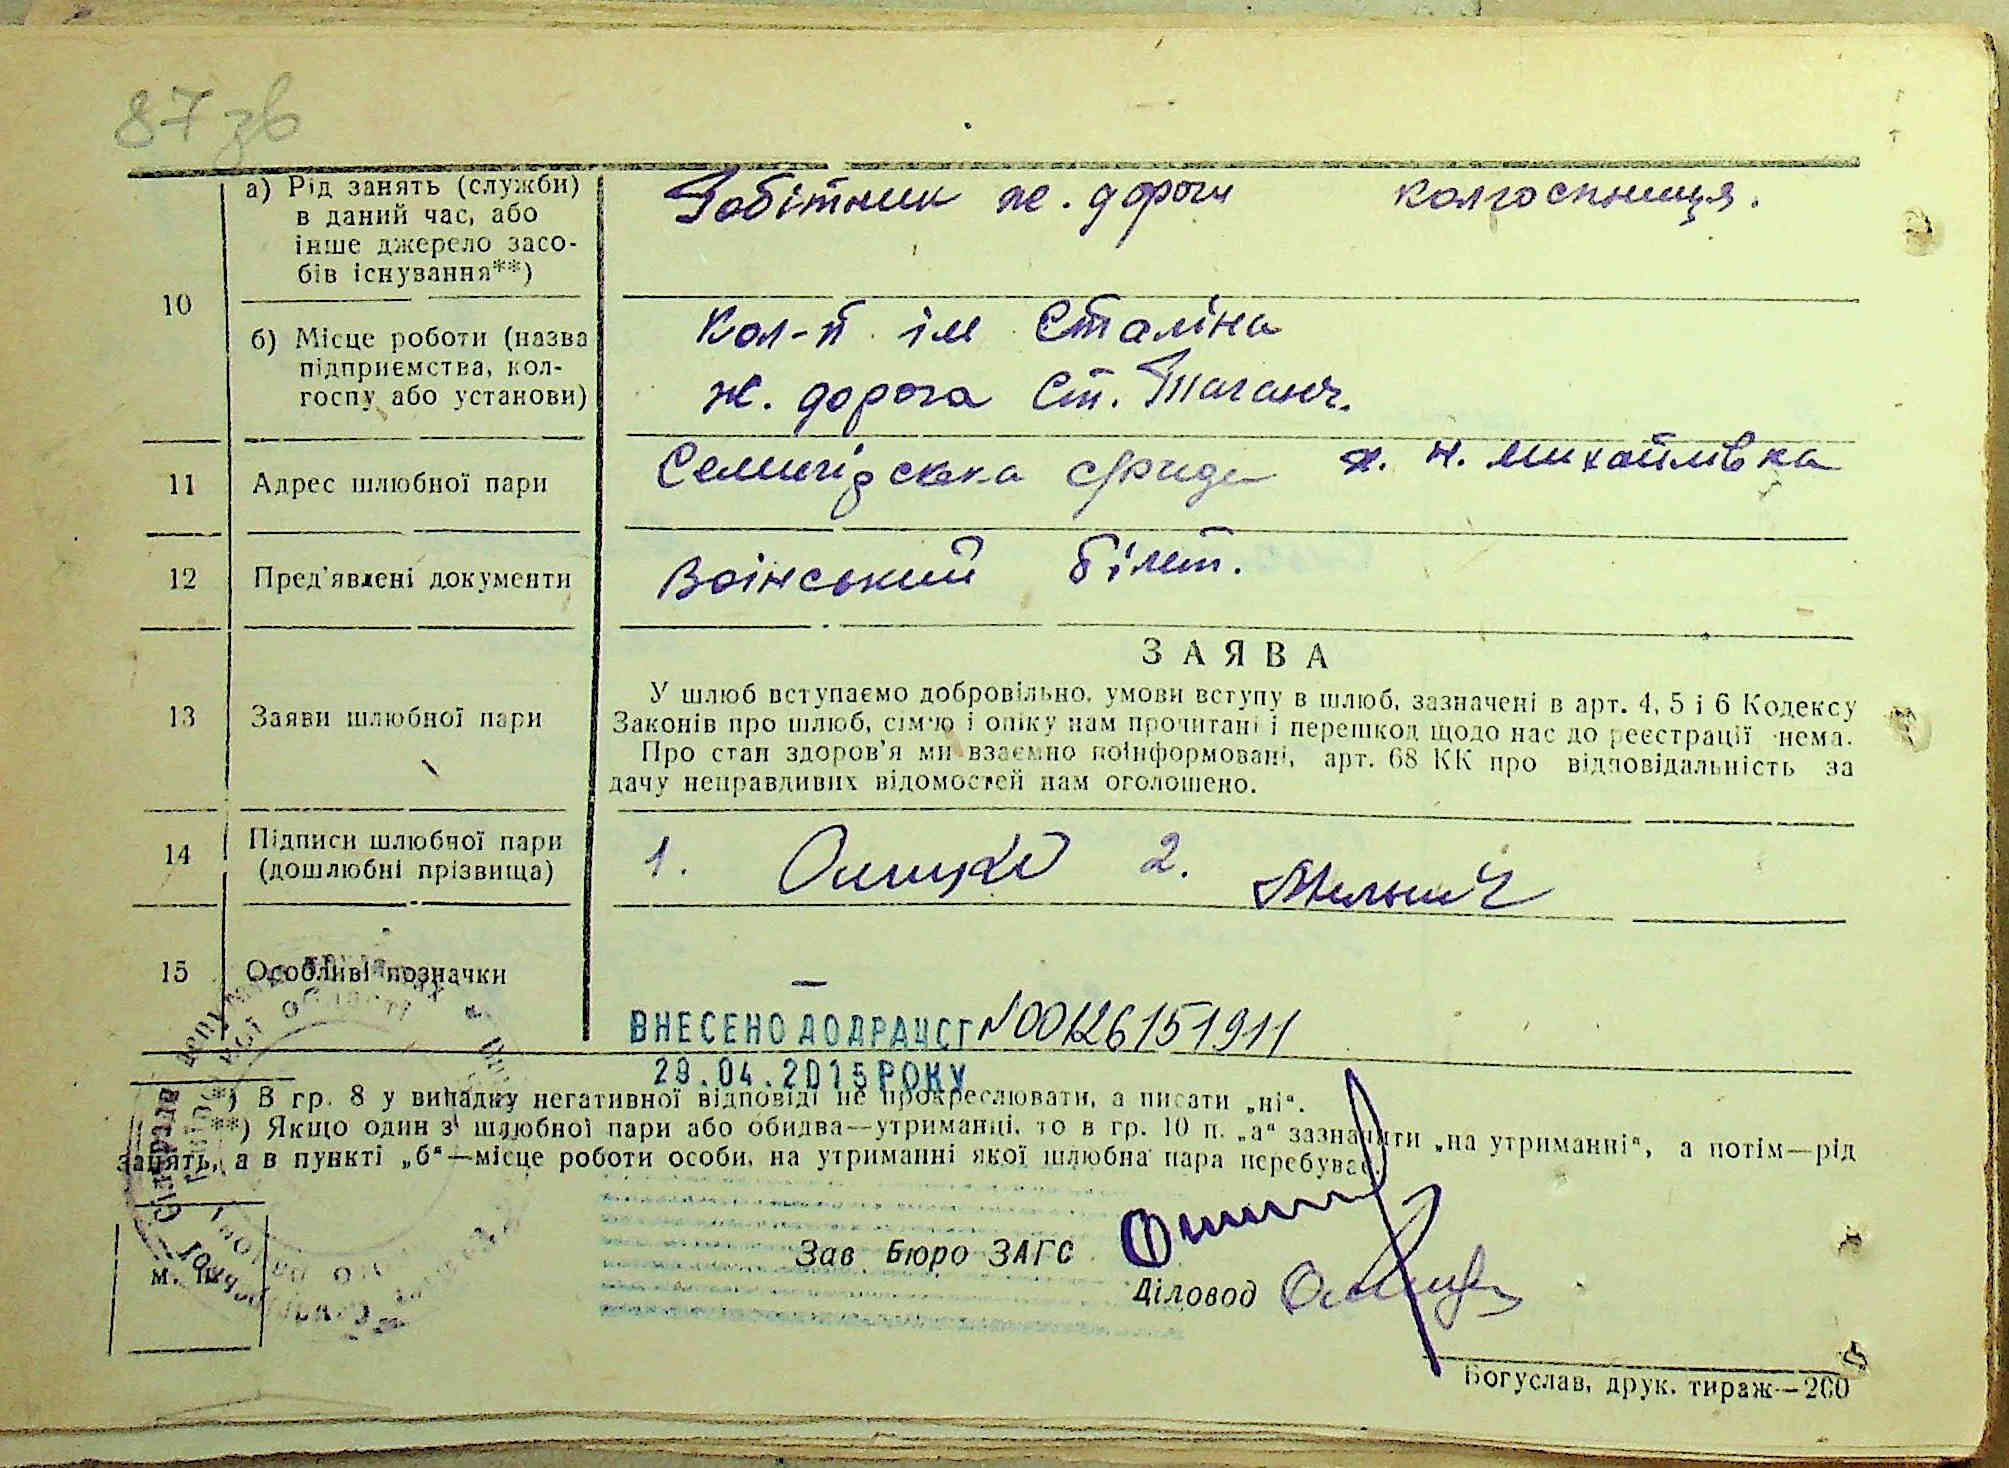 87 зв
10
а) Рід занять (служби)
в даний час, або
інше джерело засо-
бів існування**)
Робітник ж. дороги колгоспниця.
б) Місце роботи (назва
підприємства, кол-
госпу або установи)
Кол-п ім Сталіна
ж. дорога Ст. Таганч.
11 Адрес шлюбної пари
с/рада х. Н. Михайлівка
12 Пред'явлені документи
Воінський білет.
13 Заяви шлюбної пари
ЗАЯВА
У шлюб вступаємо добровільно, умови вступу в шлюб, зазначені в арт. 4, 5 і 6 Кодексу
Законів про шлюб, сім'ю і опіку нам прочитані і перешкод щодо нас до реєстрації нема.
Про стан здоров'я ми взаємно поінформовані, арт. 68 КК про відповідальність за
дачу неправдивих відомостей нам оголошено.
14 Підписи шлюбної пари
(дошлюбні прізвища)
1. 2.
15 Особливі позначки
—
ВНЕСЕНО ДО ДРАЦСГ №00126151911
29.04.2015 РОКУ
*) В гр. 8 у випадку негативної відповіді не прокреслювати, а писати „ні“.
**) Якщо один з шлюбної пари або обидва—утриманці, то в гр. 10 п. „а“ зазначити „на утриманні“, а потім—рід
занять, а в пункті „б“—місце роботи особи, на утриманні якої шлюбна пара перебуває.
Зав Бюро ЗАГС
Діловод
м. п.
Богуслав, друк. тираж—200